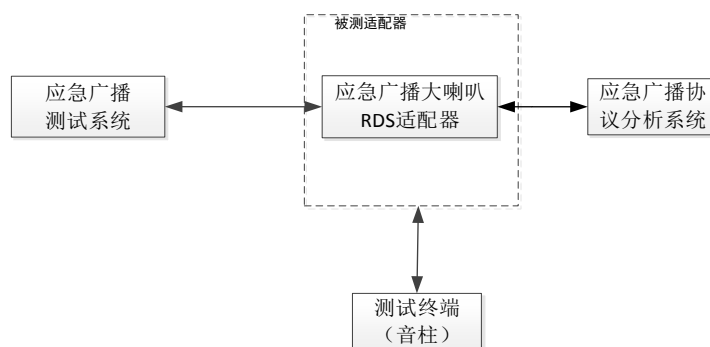 被测适配器
应急广播
测试系统
应急广播大喇叭
RDS适配器
应急广播协
议分析系统
测试终端
（音柱）